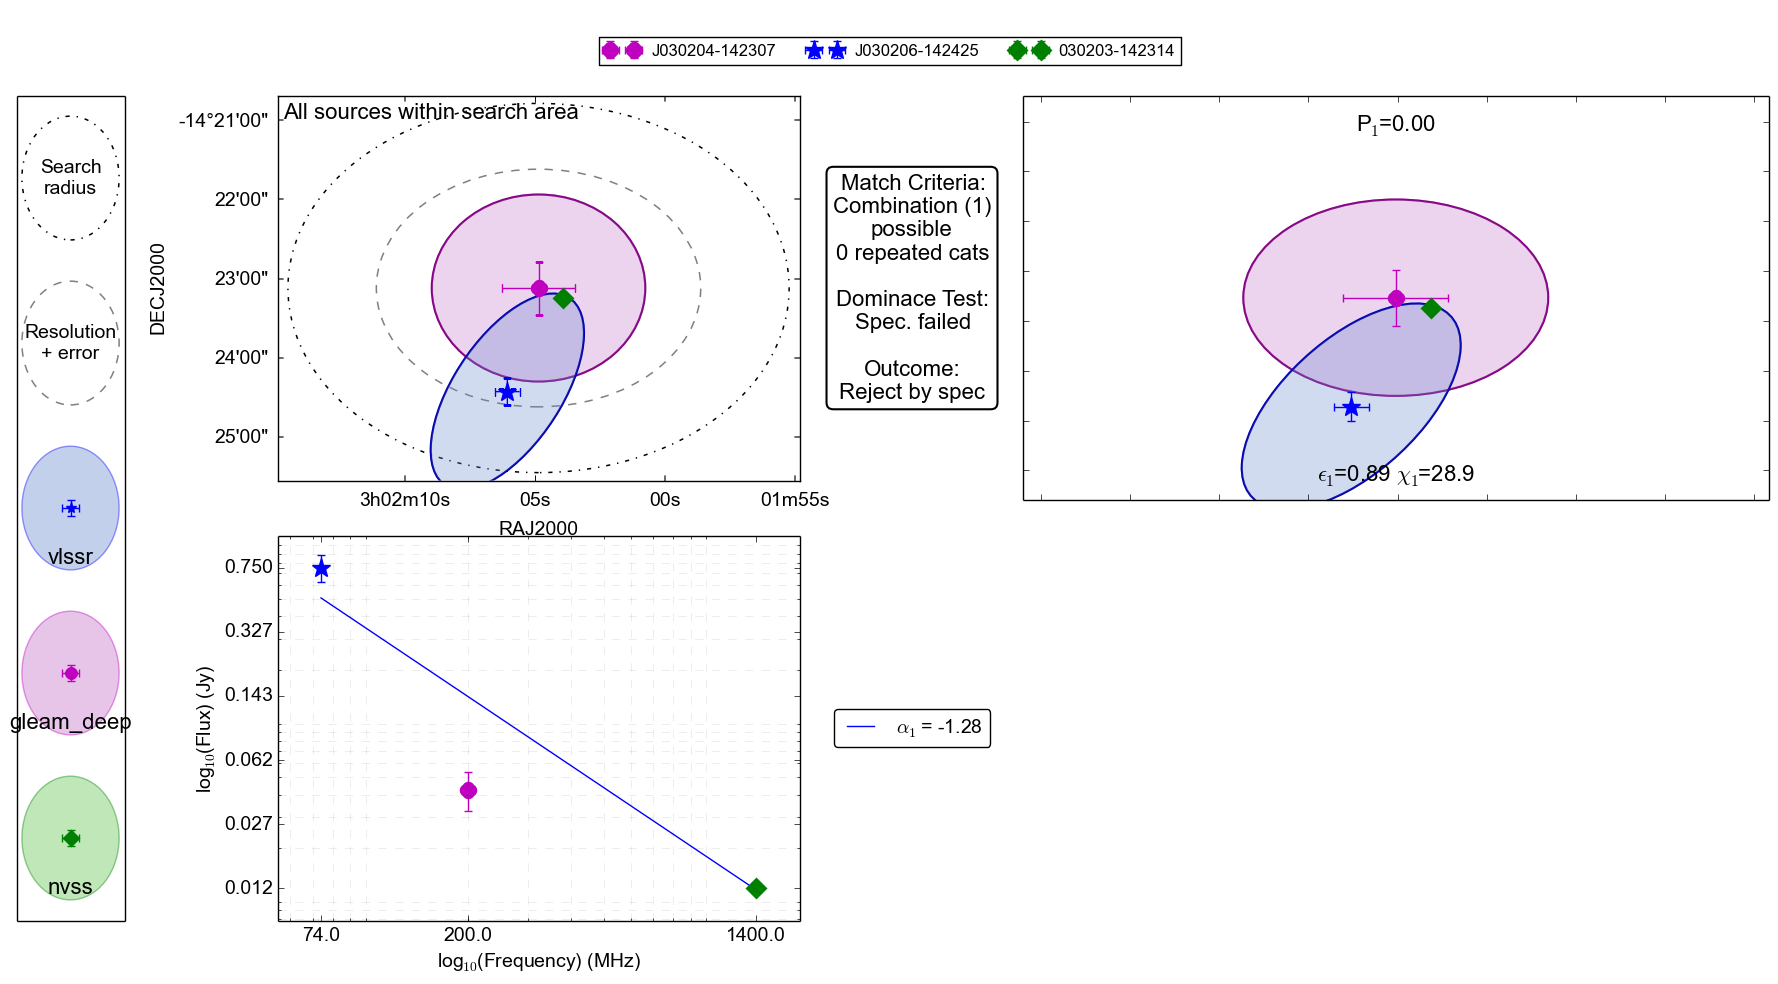 J030204-142307 J030206-142425 030203-142314
Search
radius
Resolution
+ error
vlssr
gleam_deep
nvss
All sources within search area
DECJ2000
-14°21'00"
22'00"
23'00"
24'00"
25'00"
3h02m10s 05s 00s 01m55s
RAJ2000
Match Criteria:
Combination (1)
possible
0 repeated cats
Dominace Test:
Spec. failed
Outcome:
Reject by spec
P₁=0.00
ϵ₁=0.89 χ₁=28.9
log₁₀(Flux) (Jy)
0.750
0.327
0.143
0.062
0.027
0.012
74.0 200.0 1400.0
log₁₀(Frequency) (MHz)
α₁ = -1.28